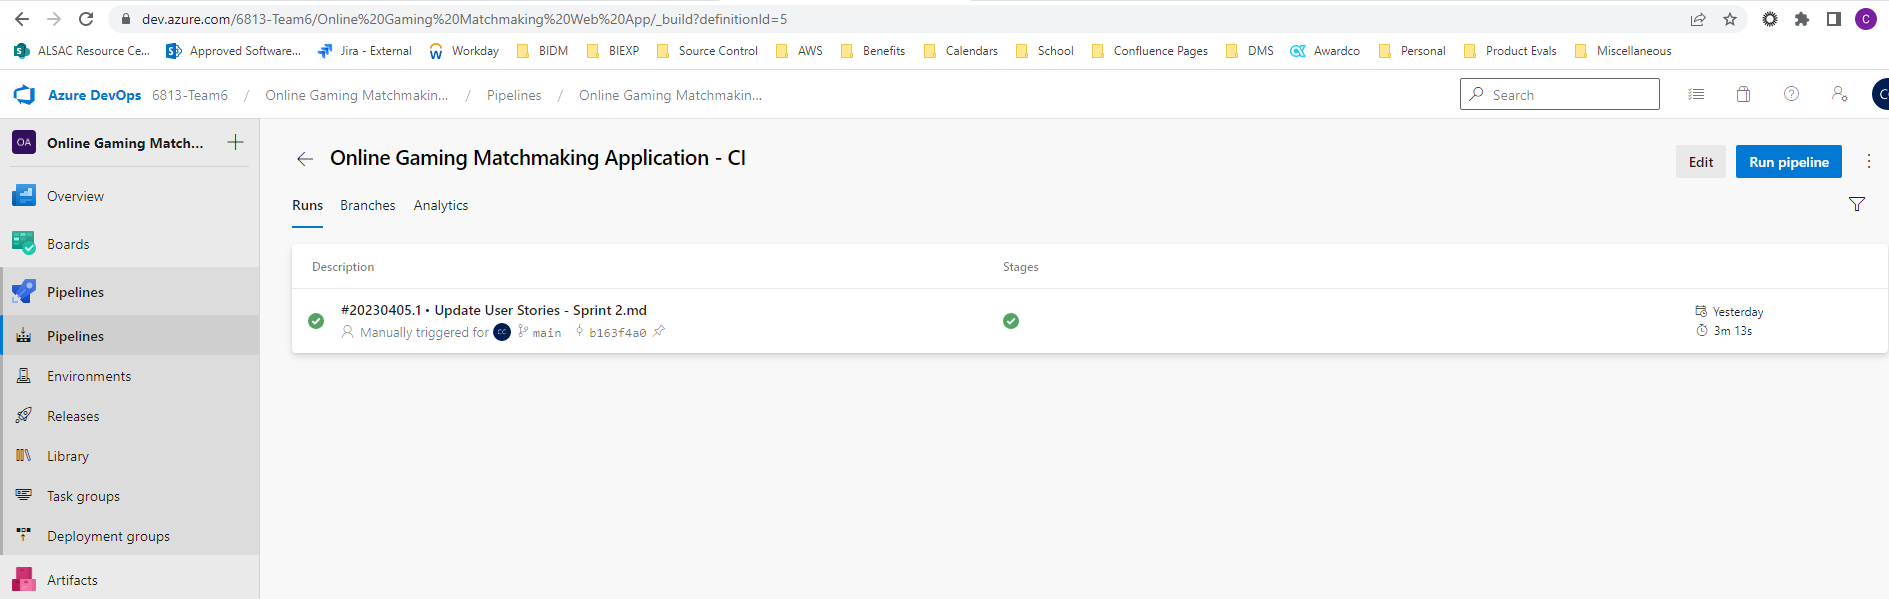 dev.azure.com/6813-Team6/Online%20Gaming%20Matchmaking%20Web%20App/_build?definitionId=5
C
ALSAC Resource Ce... Approved Software... Jira - External Workday BIDM BIEXP Source Control AWS Benefits Calendars School Confluence Pages DMS Awardco Personal Product Evals Miscellaneous
Azure DevOps 6813-Team6 / Online Gaming Matchmakin... / Pipelines / Online Gaming Matchmakin... Search
OA Online Gaming Match...
Online Gaming Matchmaking Application - CI
Edit Run pipeline
Overview
Boards
Pipelines
Pipelines
Environments
Releases
Library
Task groups
Deployment groups
Artifacts
Runs Branches Analytics
Description Stages
#20230405.1 • Update User Stories - Sprint 2.md
Manually triggered for CC main b163f4a0
Yesterday
3m 13s